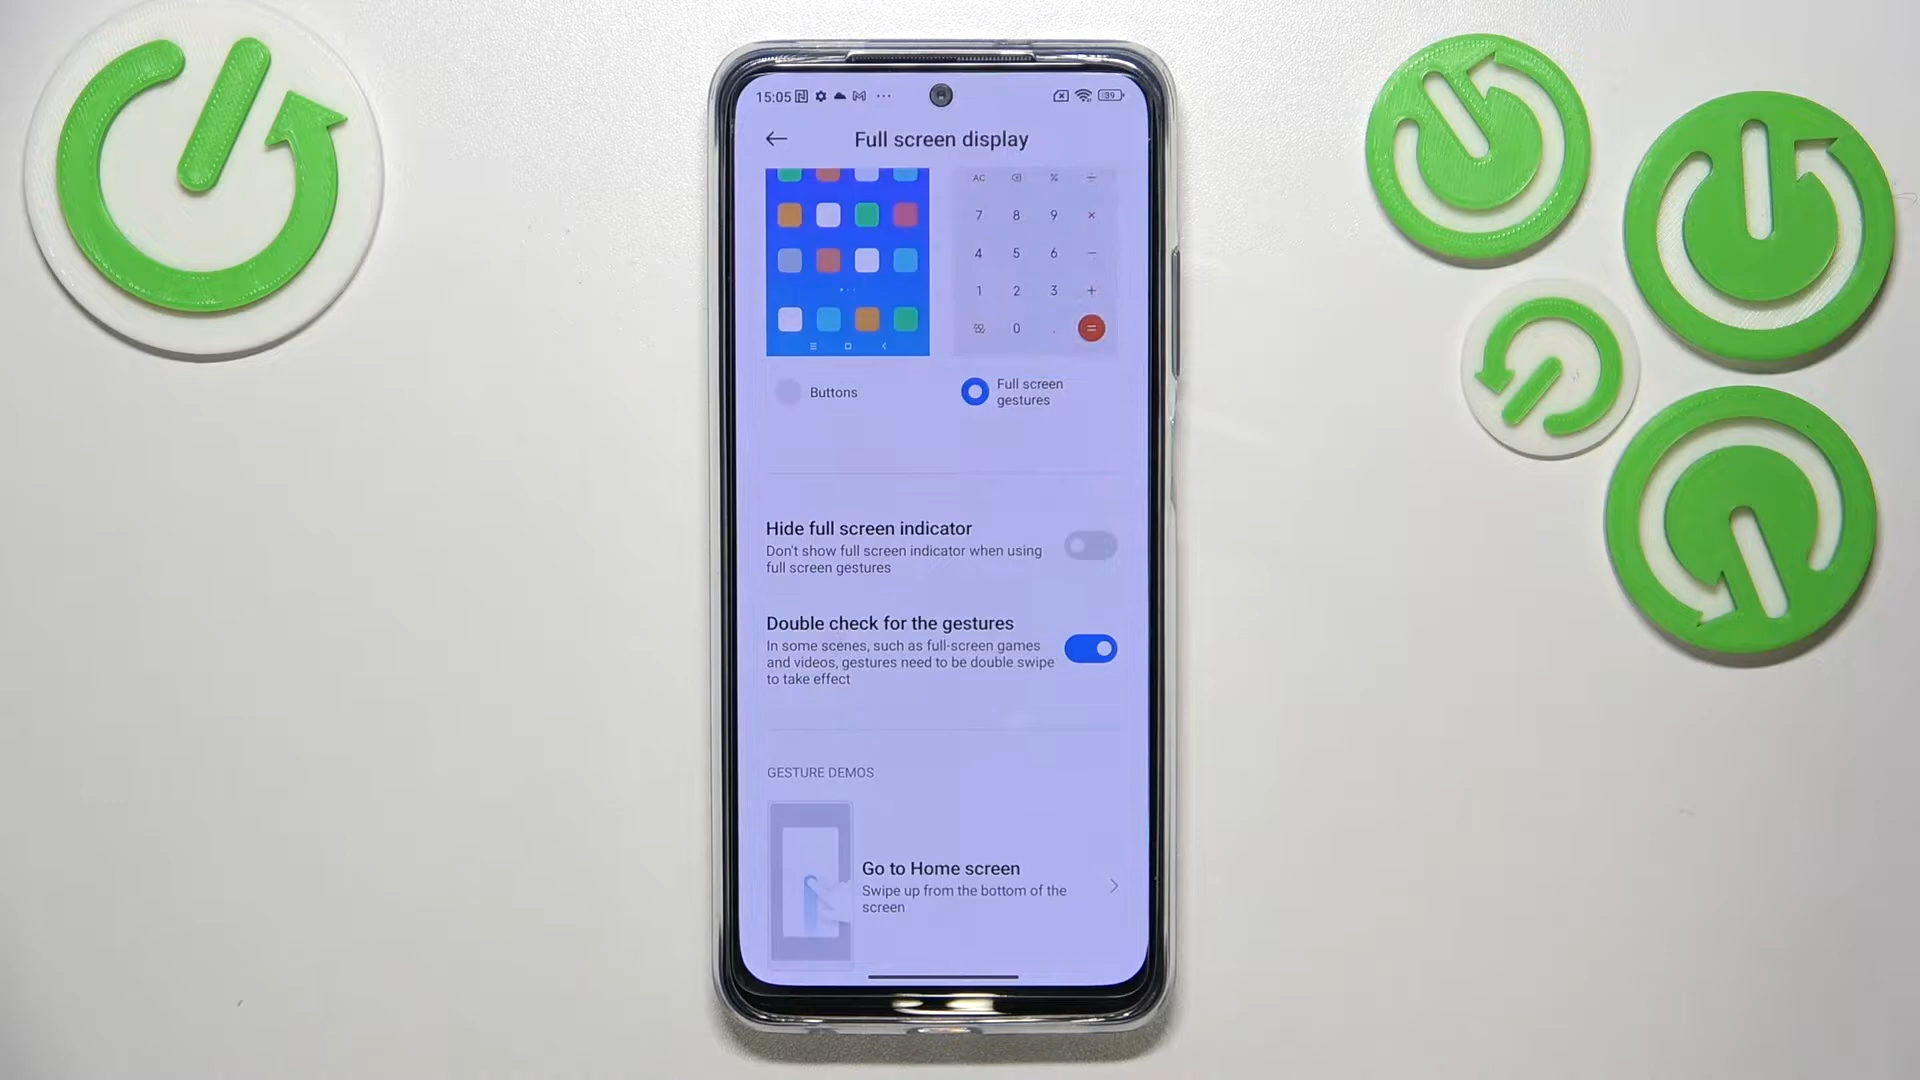 15:05 ··· 39
Full screen display
AC % ÷
7 8 9 ×
4 5 6 −
1 2 3 +
0 . =
Buttons
Full screen
gestures
Hide full screen indicator
Don't show full screen indicator when using
full screen gestures
Double check for the gestures
In some scenes, such as full-screen games
and videos, gestures need to be double swipe
to take effect
GESTURE DEMOS
Go to Home screen
Swipe up from the bottom of the
screen